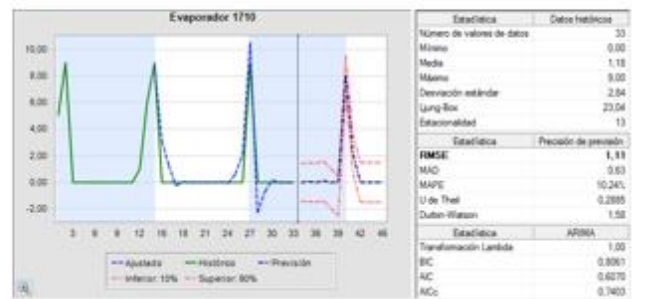 Evaporador 1710
10,00
8,00
6,00
4,00
2,00
0,00
-2,00
3 6 9 12 15 18 21 24 27 30 33 36 39 42 45
Ajustado Histórico Previsión
Inferior: 10% Superior: 90%
Estadística Datos históricos
Número de valores de datos 33
Mínimo 0,00
Media 1,18
Máximo 9,00
Desviación estándar 2,84
Ljung-Box 23,04
Estacionalidad 13
Estadística Precisión de previsión
RMSE 1,11
MAD 0,63
MAPE 10,24%
U de Theil 0,2885
Durbin-Watson 1,58
Estadística ARIMA
Transformación Lambda 1,00
BIC 0,8061
AIC 0,6070
AICc 0,7403